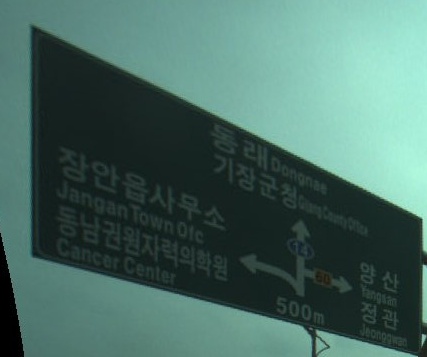 동래 Dongnae
기장군청 Gijang County Office
장안읍사무소
Jangan Town Ofc
동남권원자력의학원
Cancer Center
14
60
500m
양산
Yangsan
정관
Jeonggwan